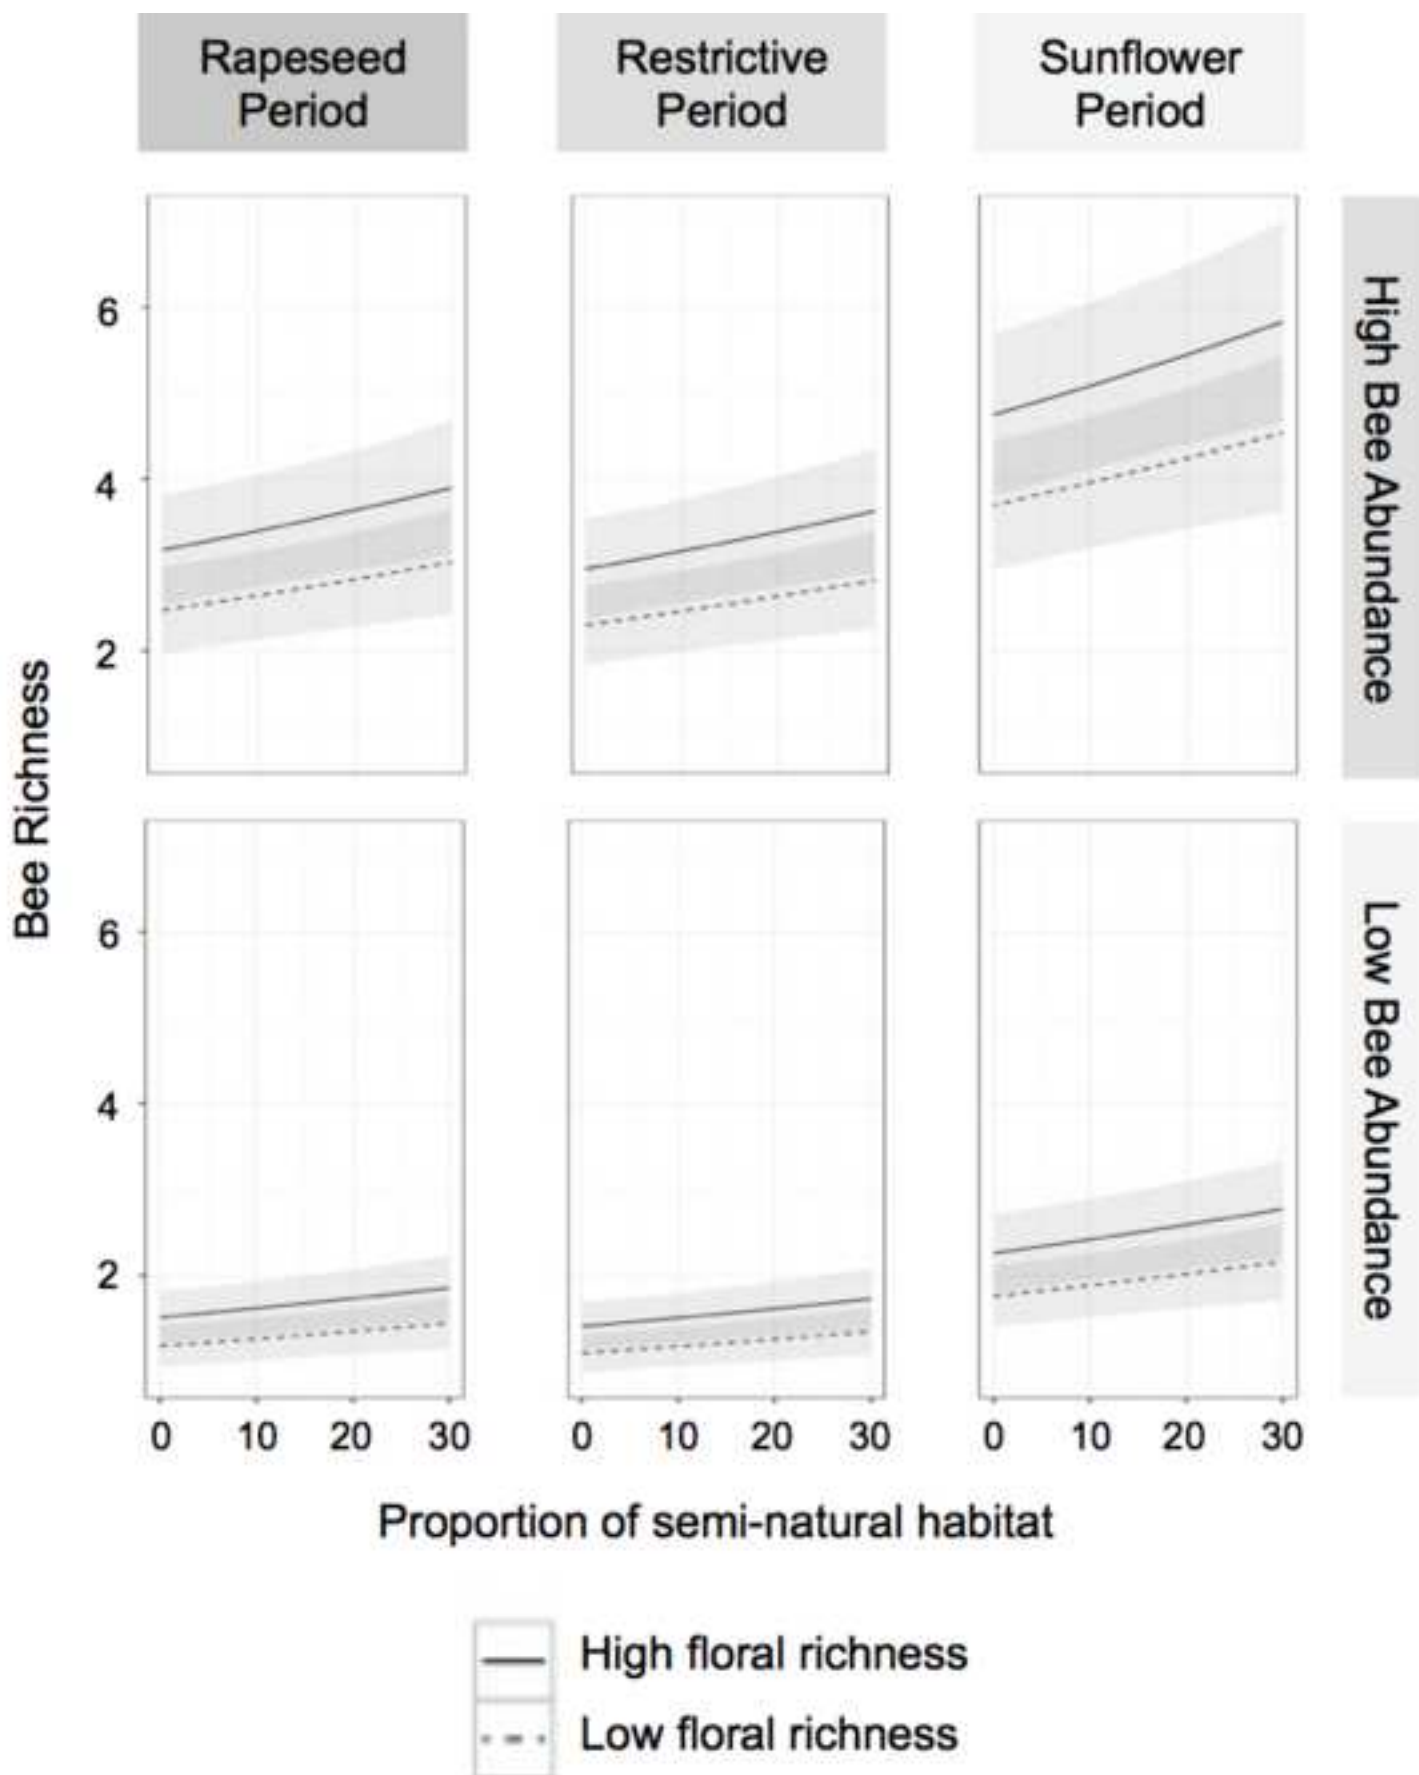 Rapeseed
Period
Restrictive
Period
Sunflower
Period
6
4
2
High Bee Abundance
Bee Richness
6
4
2
Low Bee Abundance
0 10 20 30
0 10 20 30
0 10 20 30
Proportion of semi-natural habitat
High floral richness
Low floral richness